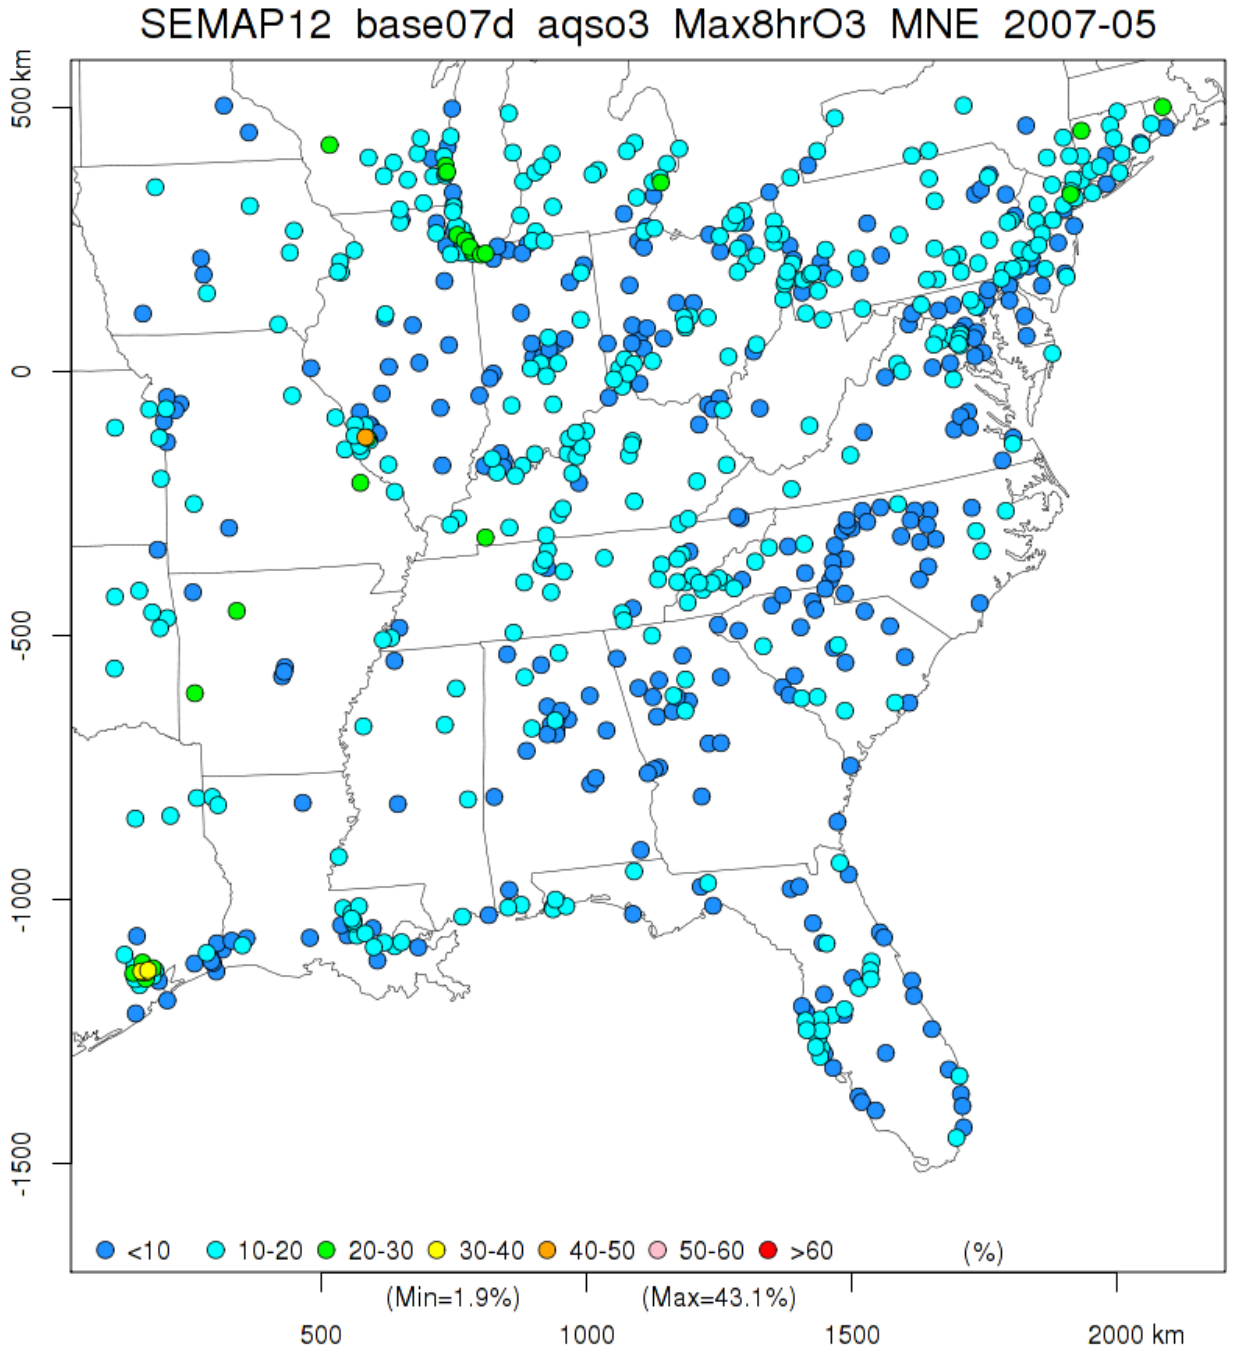 SEMAP12 base07d aqso3 Max8hrO3 MNE 2007-05
500 km
0
-500
-1000
-1500
<10 10-20 20-30 30-40 40-50 50-60 >60 (%)
(Min=1.9%) (Max=43.1%)
500 1000 1500 2000 km